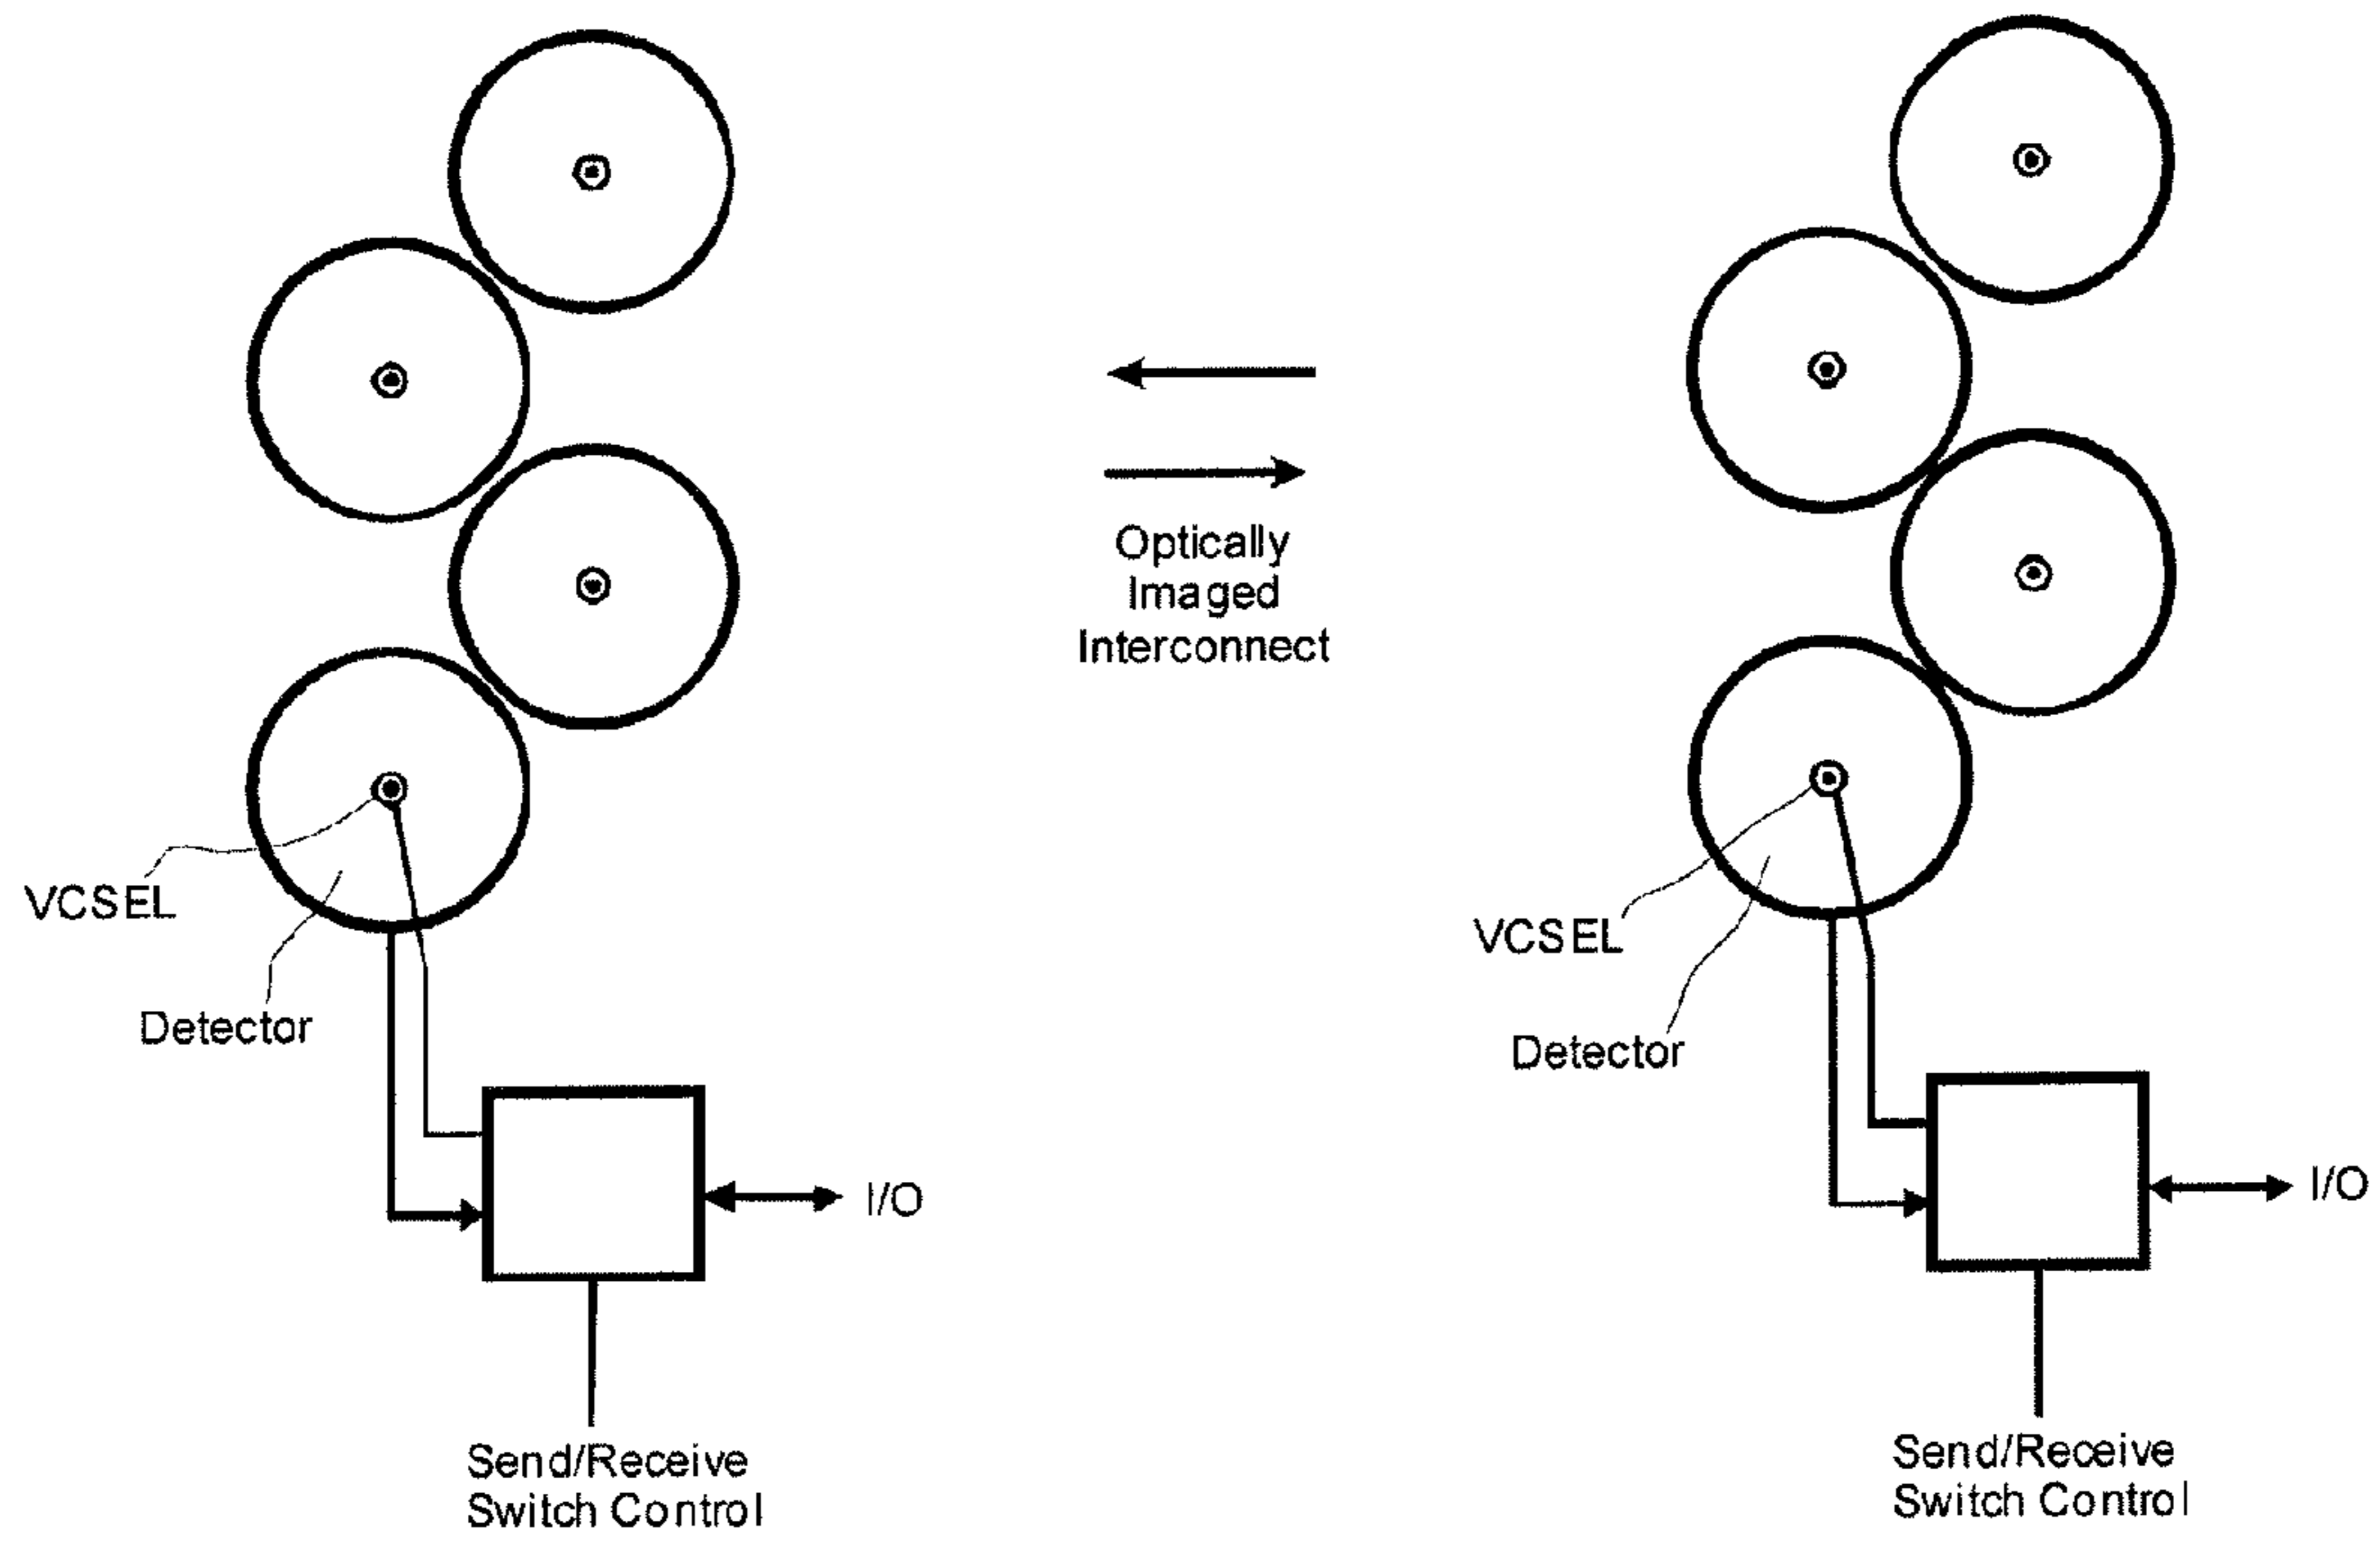 Optically
Imaged
Interconnect
VCSEL
Detector
I/O
Send/Receive
Switch Control
VCSEL
Detector
I/O
Send/Receive
Switch Control